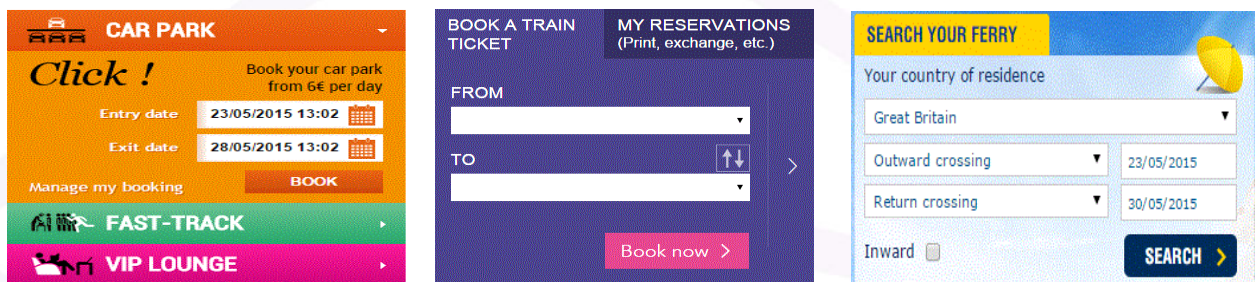 CAR PARK
Click !
Book your car park
from 6€ per day
Entry date 23/05/2015 13:02
Exit date 28/05/2015 13:02
Manage my booking BOOK
FAST-TRACK
VIP LOUNGE
BOOK A TRAIN
TICKET
MY RESERVATIONS
(Print, exchange, etc.)
FROM
TO
Book now
SEARCH YOUR FERRY
Your country of residence
Great Britain
Outward crossing 23/05/2015
Return crossing 30/05/2015
Inward
SEARCH